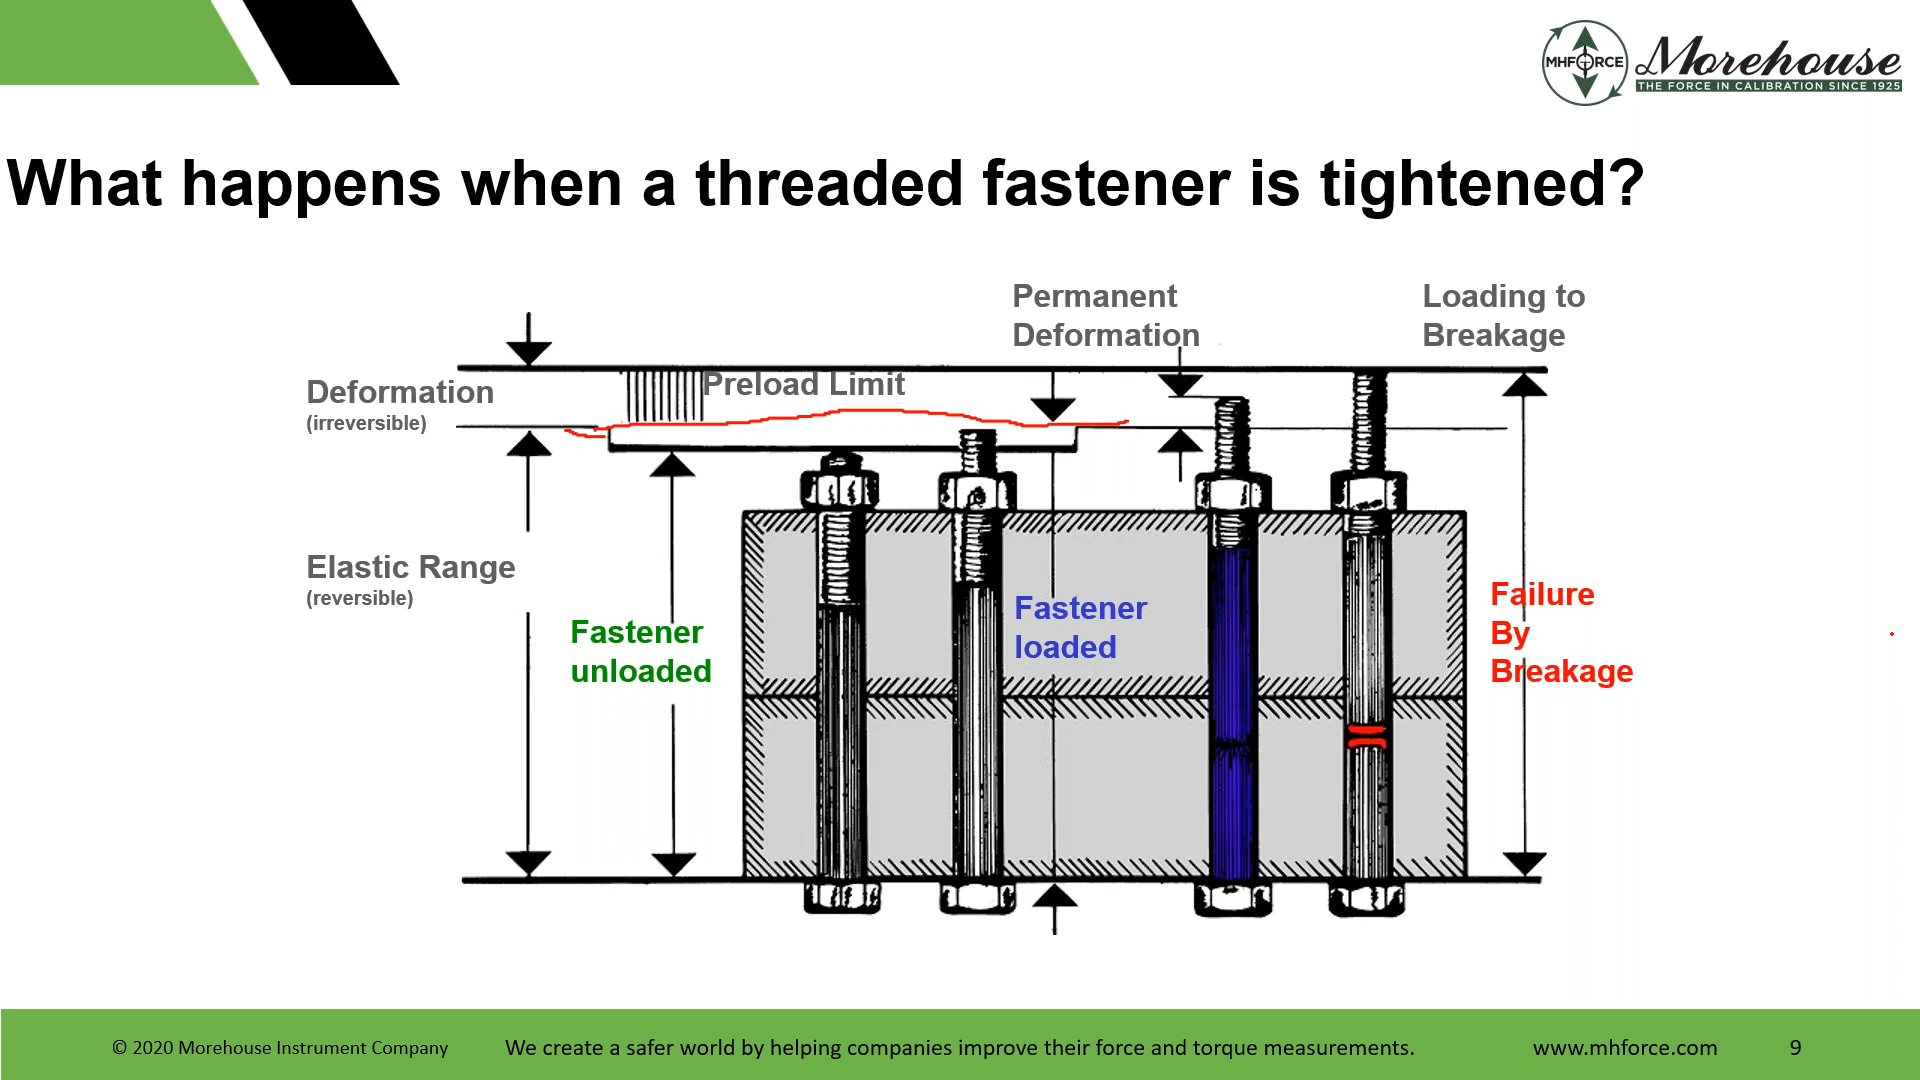 MHFORCE
Morehouse
THE FORCE IN CALIBRATION SINCE 1925
What happens when a threaded fastener is tightened?
Permanent
Deformation
Loading to
Breakage
Preload Limit
Deformation
(irreversible)
Elastic Range
(reversible)
Fastener
unloaded
Fastener
loaded
Failure
By
Breakage
© 2020 Morehouse Instrument Company
We create a safer world by helping companies improve their force and torque measurements.
www.mhforce.com
9